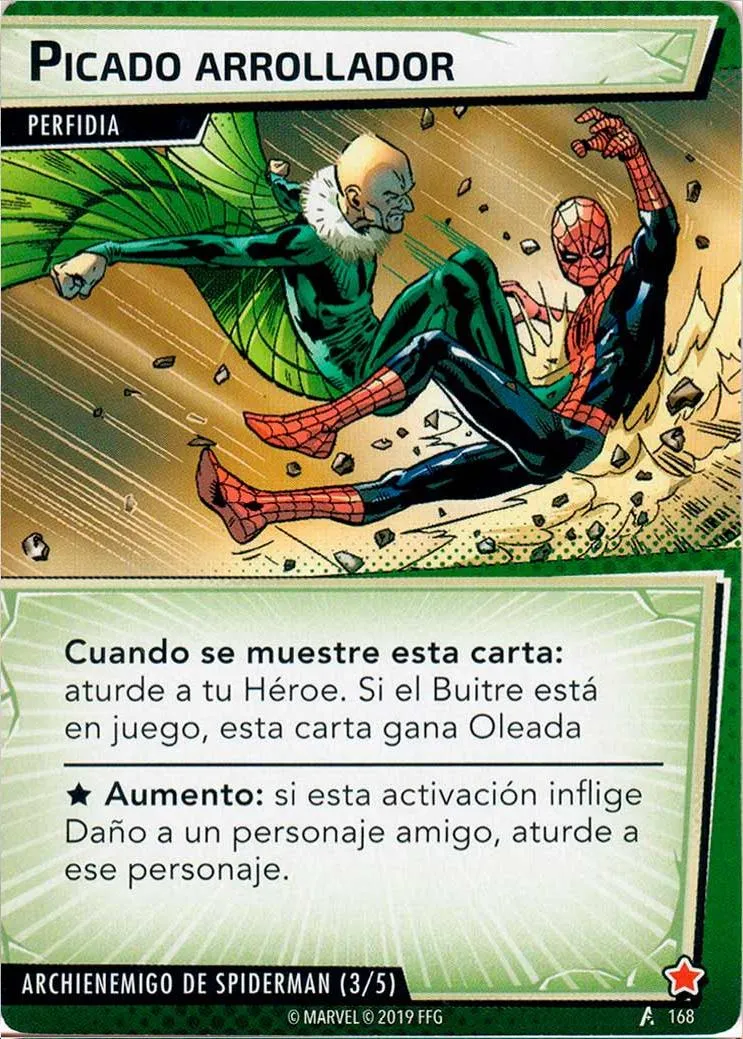 PICADO ARROLLADOR
PERFIDIA
Cuando se muestre esta carta:
aturde a tu Héroe. Si el Buitre está
en juego, esta carta gana Oleada
★ Aumento: si esta activación inflige
Daño a un personaje amigo, aturde a
ese personaje.
ARCHIENEMIGO DE SPIDERMAN (3/5)
© MARVEL © 2019 FFG
168